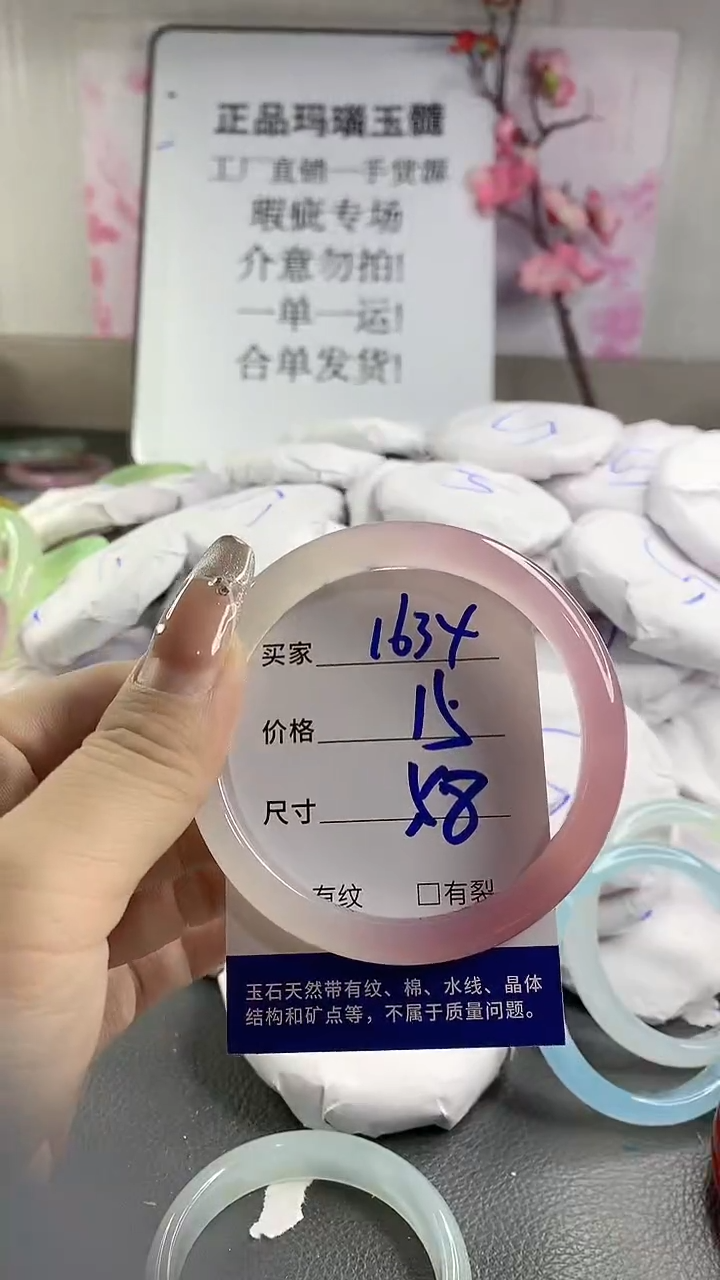 正品玛瑙玉髓
工厂直销一手货源
瑕疵专场
介意勿拍!
一单一运!
合单发货!
买家 1634
价格 15
尺寸 58
有纹 □有裂
玉石天然带有纹、棉、水线、晶体
结构和矿点等，不属于质量问题。